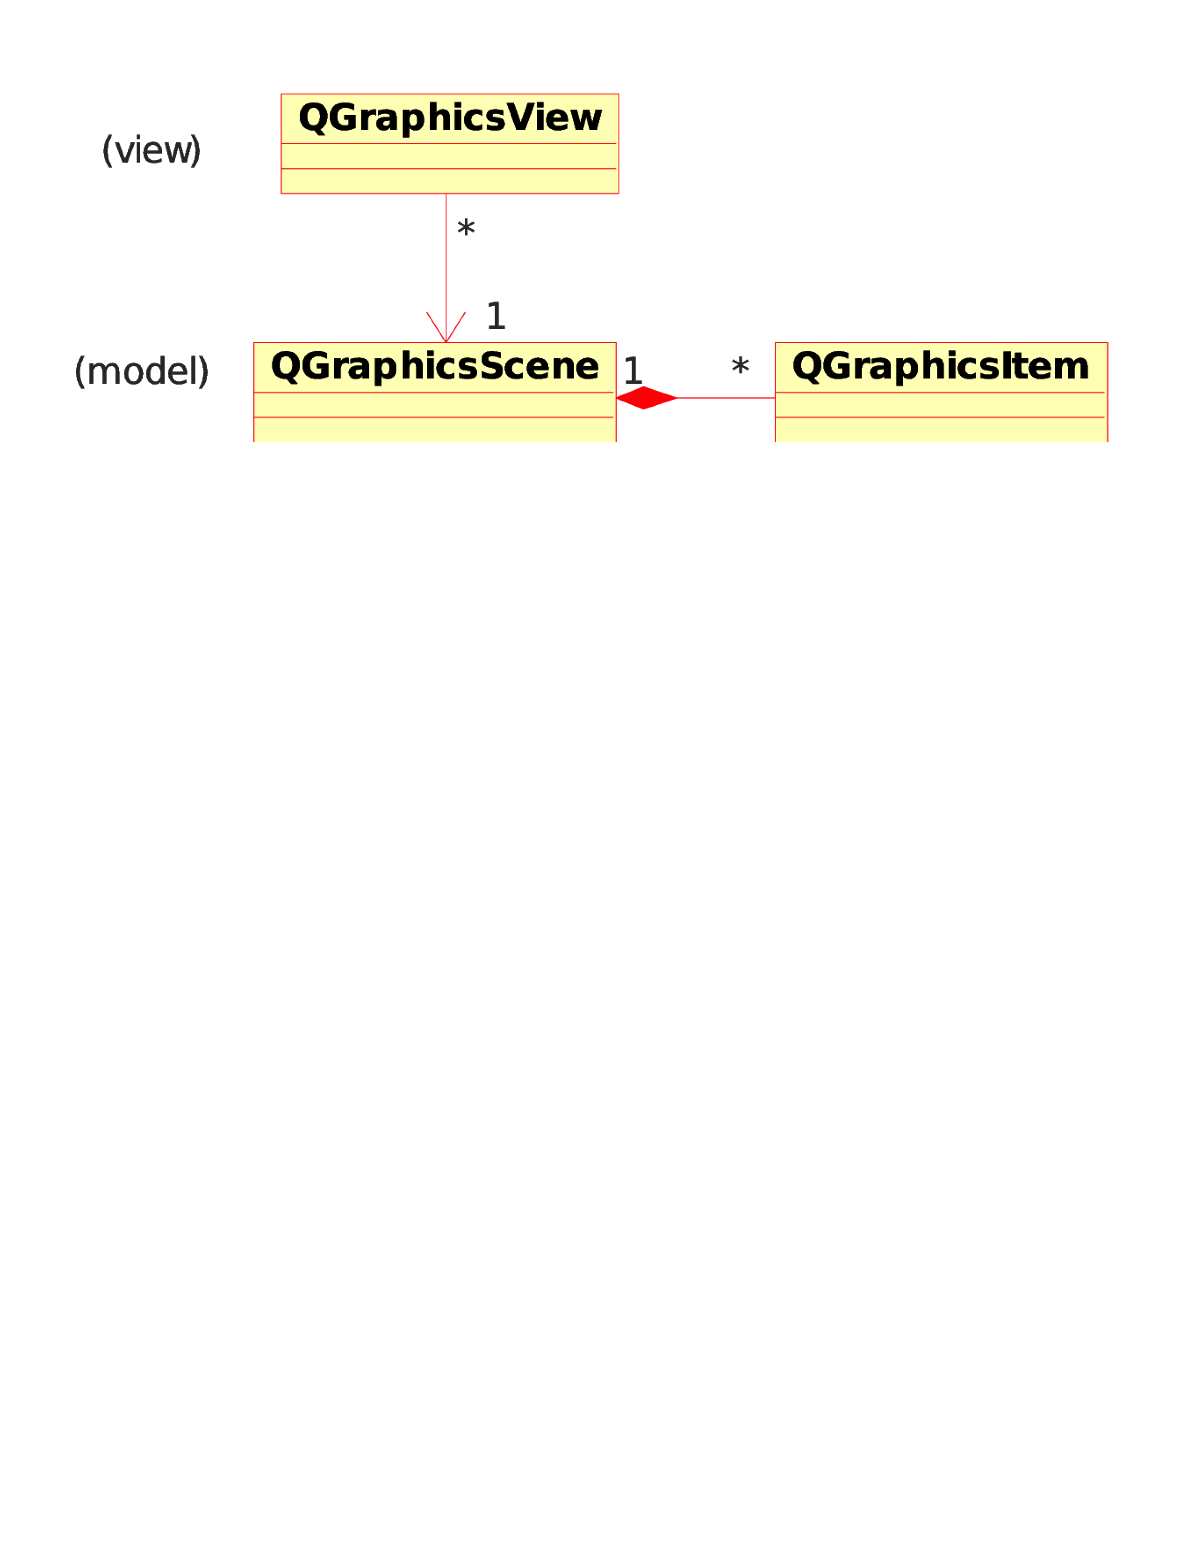 QGraphicsView
(view)
*
1
(model)
QGraphicsScene
1
*
QGraphicsItem